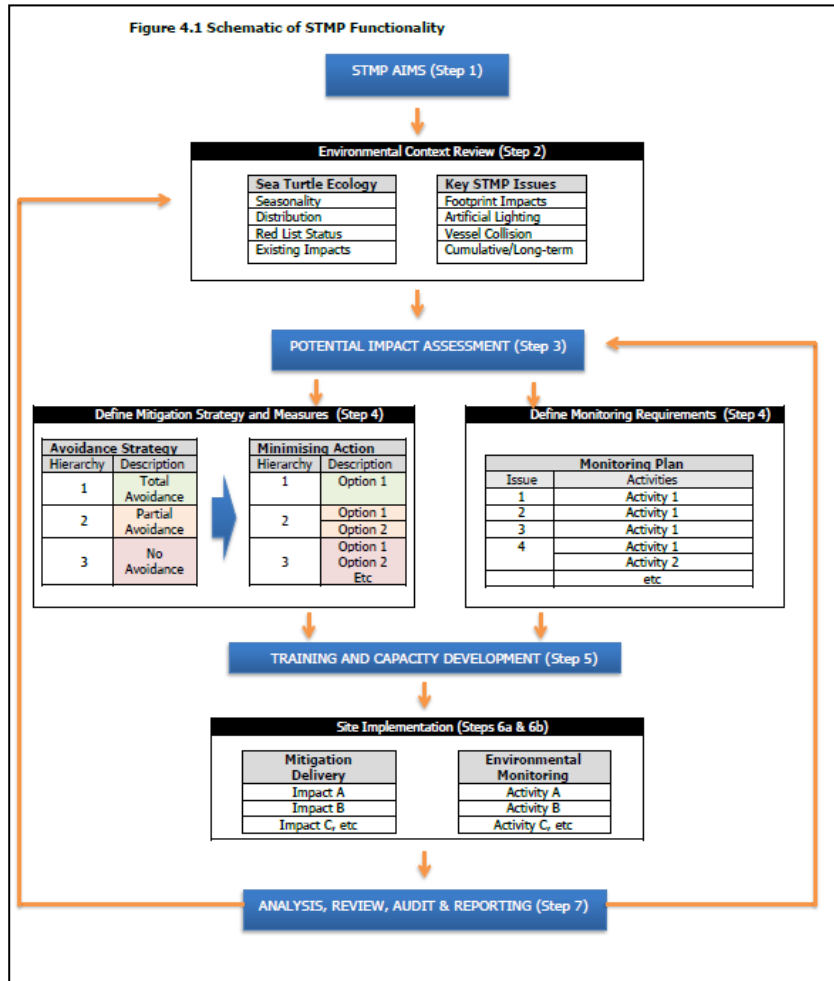 Figure 4.1 Schematic of STMP Functionality
STMP AIMS (Step 1)
Environmental Context Review (Step 2)
Sea Turtle Ecology
Seasonality
Distribution
Red List Status
Existing Impacts
Key STMP Issues
Footprint Impacts
Artificial Lighting
Vessel Collision
Cumulative/Long-term
POTENTIAL IMPACT ASSESSMENT (Step 3)
Define Mitigation Strategy and Measures (Step 4)
Avoidance Strategy
Hierarchy Description
1 Total
Avoidance
2 Partial
Avoidance
3 No
Avoidance
Minimising Action
Hierarchy Description
1 Option 1
2 Option 1
Option 2
3 Option 1
Option 2
Etc
Define Monitoring Requirements (Step 4)
Monitoring Plan
Issue Activities
1 Activity 1
2 Activity 1
3 Activity 1
4 Activity 1
Activity 2
etc
TRAINING AND CAPACITY DEVELOPMENT (Step 5)
Site Implementation (Steps 6a & 6b)
Mitigation
Delivery
Impact A
Impact B
Impact C, etc
Environmental
Monitoring
Activity A
Activity B
Activity C, etc
ANALYSIS, REVIEW, AUDIT & REPORTING (Step 7)